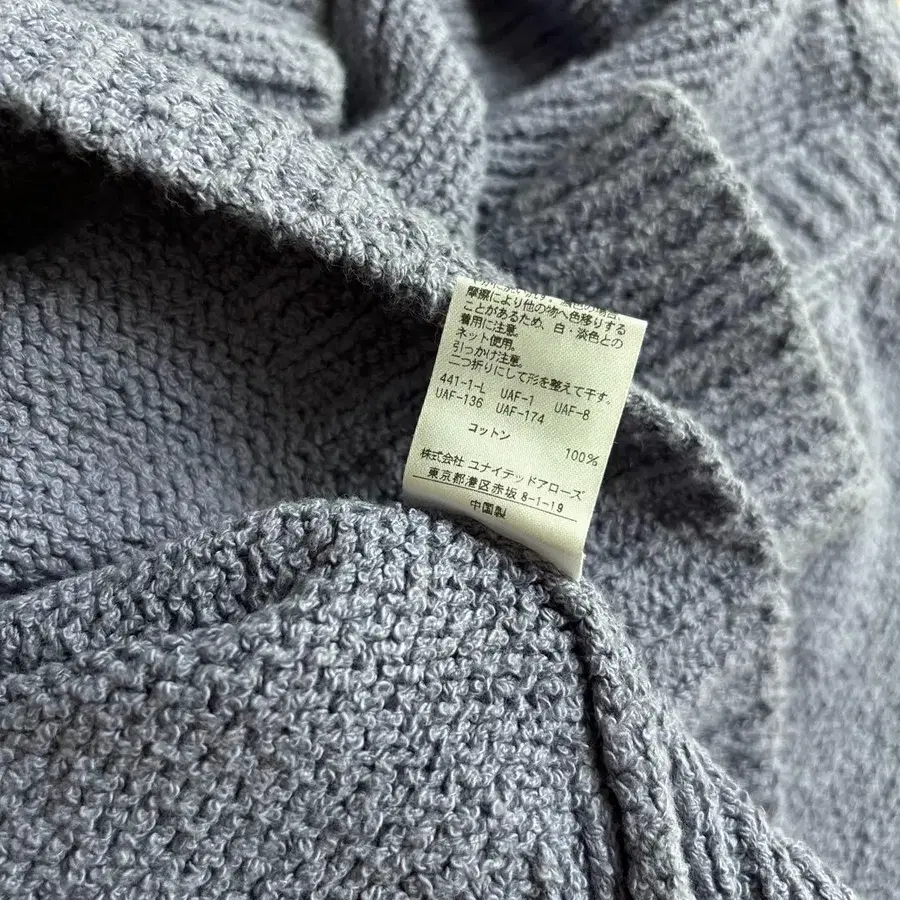 摩擦により他の物へ色移りする
ことがあるため、白・淡色との
着用に注意。
ネット使用。
引っかけ注意。
二つ折りにして形を整えて干す。
441-1-L UAF-1 UAF-8
UAF-136 UAF-174
コットン 100%
株式会社 ユナイテッドアローズ
東京都港区赤坂 8-1-19
中国製